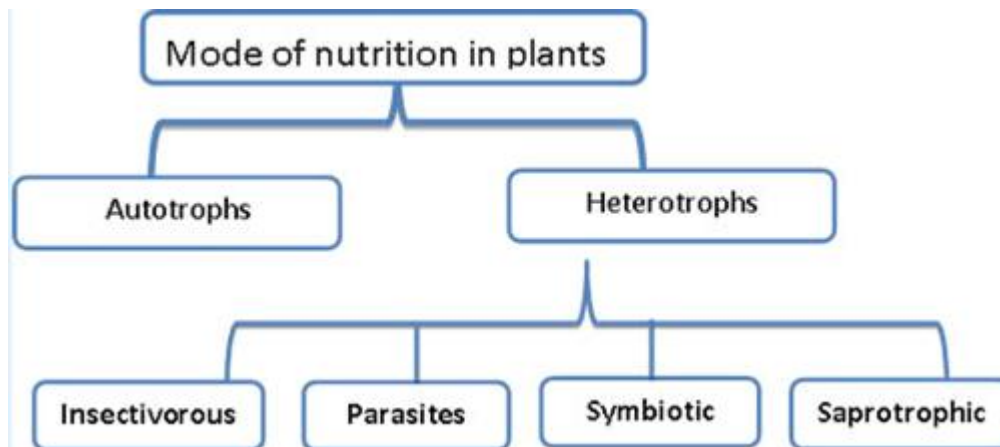 Mode of nutrition in plants
Autotrophs
Heterotrophs
Insectivorous
Parasites
Symbiotic
Saprotrophic